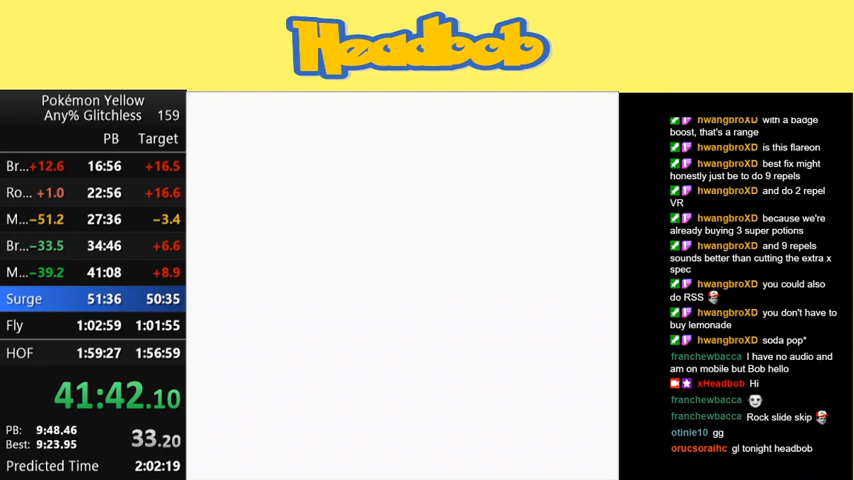 Headbob
Pokémon Yellow
Any% Glitchless 159
PB Target
Br...+12.6 16:56 +16.5
Ro... +1.0 22:56 +16.6
M...−51.2 27:36 −3.4
Br...−33.5 34:46 +6.6
M...−39.2 41:08 +8.9
Surge 51:36 50:35
Fly 1:02:59 1:01:55
HOF 1:59:27 1:56:59
41:42.10
PB: 9:48.46
Best: 9:23.95
33.20
Predicted Time 2:02:19
hwangbroXD with a badge
boost, that's a range
hwangbroXD is this flareon
hwangbroXD best fix might
honestly just be to do 9 repels
hwangbroXD and do 2 repel
VR
hwangbroXD because we're
already buying 3 super potions
hwangbroXD and 9 repels
sounds better than cutting the extra x
spec
hwangbroXD you could also
do RSS
hwangbroXD you don't have to
buy lemonade
hwangbroXD soda pop*
franchewbacca I have no audio and
am on mobile but Bob hello
xHeadbob Hi
franchewbacca
franchewbacca Rock slide skip
otinie10 gg
orucsoraihc gl tonight headbob